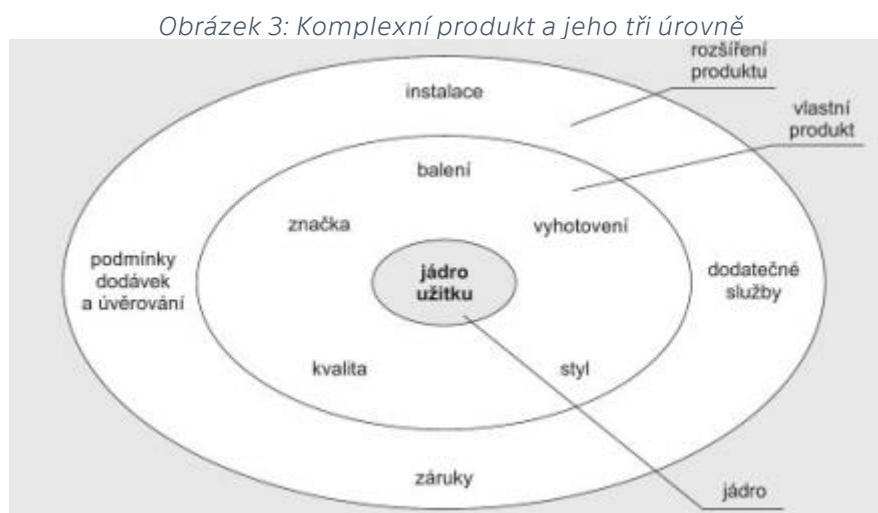 Obrázek 3: Komplexní produkt a jeho tři úrovně
rozšíření
produktu
instalace
vlastní
produkt
balení
značka
vyhotovení
podmínky
dodávek
a úvěrování
jádro
užitku
dodatečné
služby
kvalita
styl
záruky
jádro